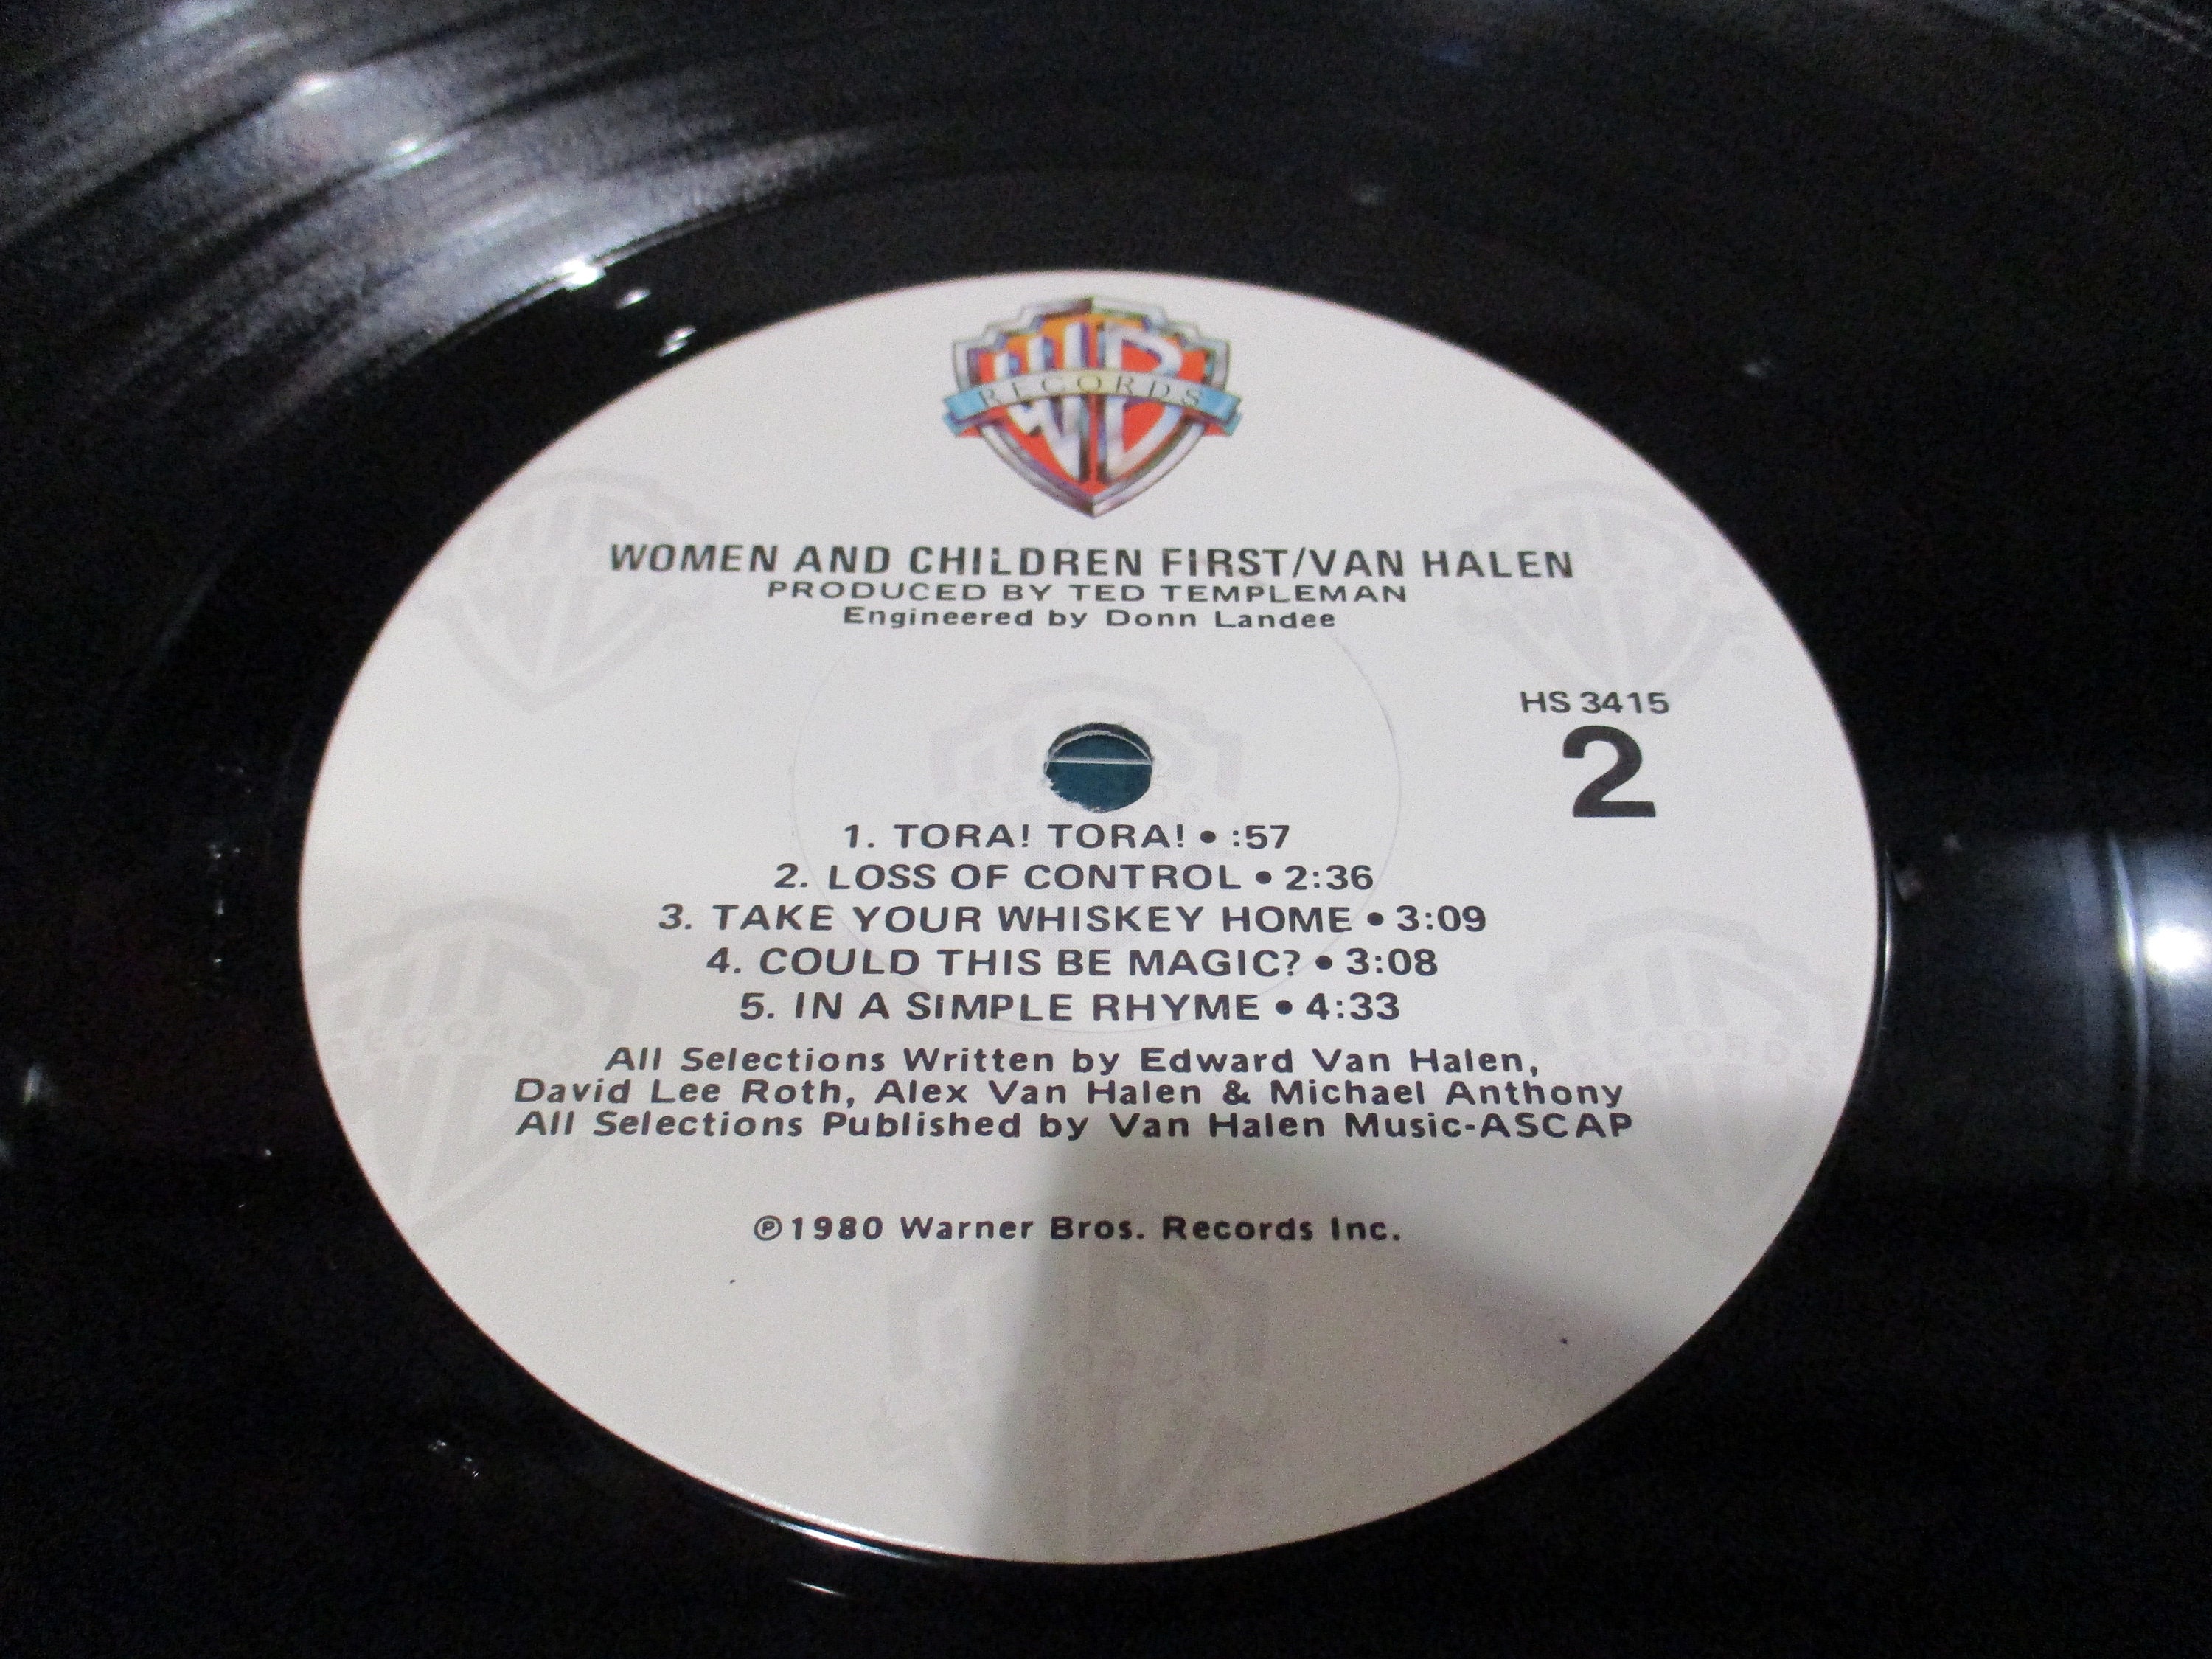 WB
RECORDS
WOMEN AND CHILDREN FIRST/VAN HALEN
PRODUCED BY TED TEMPLEMAN
Engineered by Donn Landee
HS 3415
2
1. TORA! TORA! • :57
2. LOSS OF CONTROL • 2:36
3. TAKE YOUR WHISKEY HOME • 3:09
4. COULD THIS BE MAGIC? • 3:08
5. IN A SIMPLE RHYME • 4:33
All Selections Written by Edward Van Halen,
David Lee Roth, Alex Van Halen & Michael Anthony
All Selections Published by Van Halen Music-ASCAP
℗1980 Warner Bros. Records Inc.